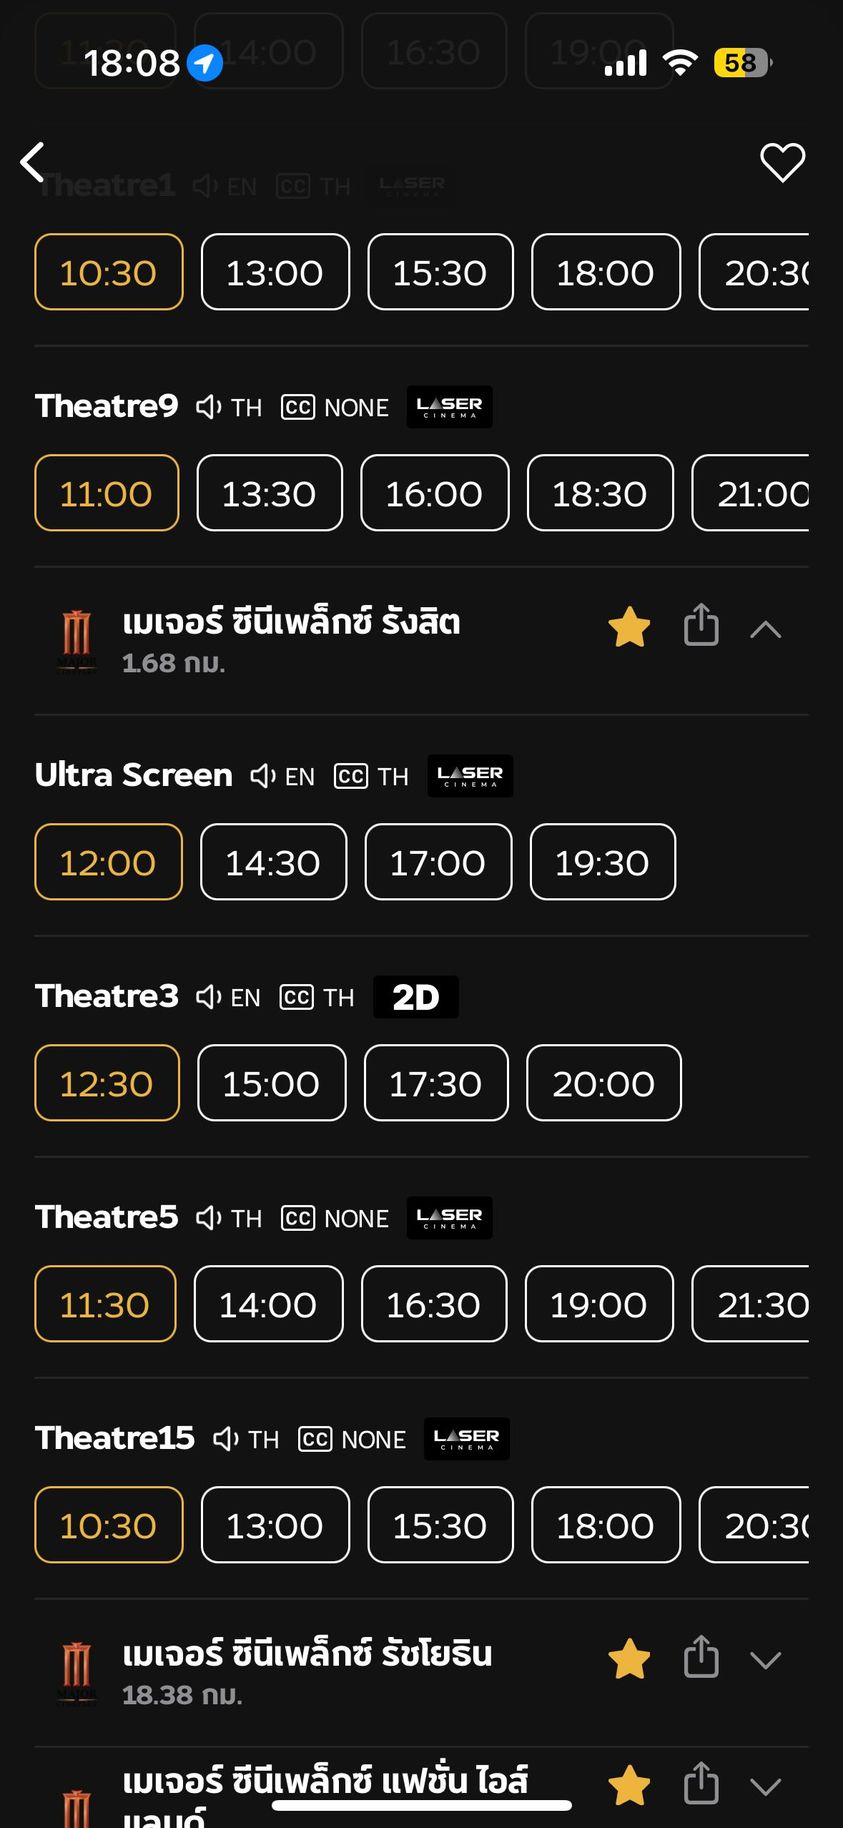 11:30 14:00 16:30 19:00
18:08 58
Theatre1 EN CC TH LASER CINEMA
10:30 13:00 15:30 18:00 20:30
Theatre9 TH CC NONE LASER CINEMA
11:00 13:30 16:00 18:30 21:00
เมเจอร์ ซีนีเพล็กซ์ รังสิต
1.68 กม.
MAJOR
Ultra Screen EN CC TH LASER CINEMA
12:00 14:30 17:00 19:30
Theatre3 EN CC TH 2D
12:30 15:00 17:30 20:00
Theatre5 TH CC NONE LASER CINEMA
11:30 14:00 16:30 19:00 21:30
Theatre15 TH CC NONE LASER CINEMA
10:30 13:00 15:30 18:00 20:30
เมเจอร์ ซีนีเพล็กซ์ รัชโยธิน
18.38 กม.
MAJOR
เมเจอร์ ซีนีเพล็กซ์ แฟชั่น ไอส์
แลนด์